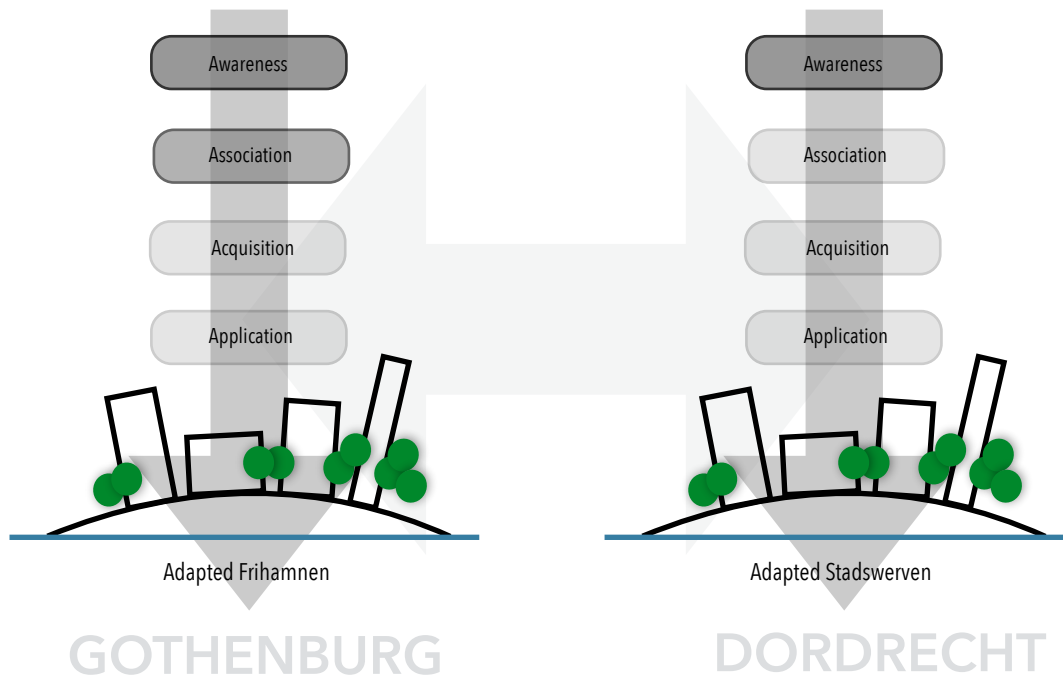 Awareness
Association
Acquisition
Application
Adapted Frihamnen
GOTHENBURG
Awareness
Association
Acquisition
Application
Adapted Stadswerven
DORDRECHT